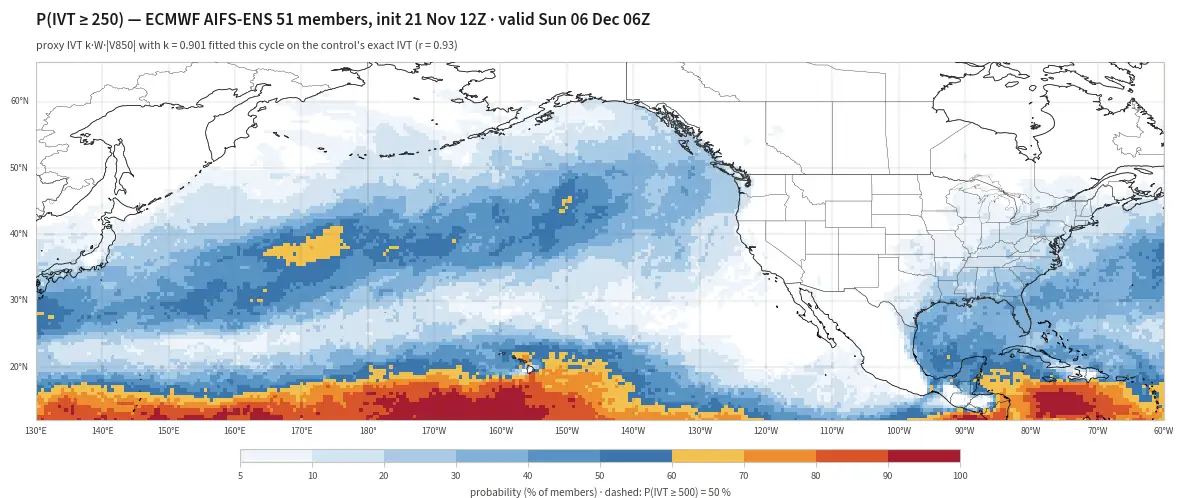 P(IVT ≥ 250) — ECMWF AIFS-ENS 51 members, init 21 Nov 12Z · valid Sun 06 Dec 06Z
proxy IVT k·W·|V850| with k = 0.901 fitted this cycle on the control's exact IVT (r = 0.93)
60°N
50°N
40°N
30°N
20°N
130°E 140°E 150°E 160°E 170°E 180° 170°W 160°W 150°W 140°W 130°W 120°W 110°W 100°W 90°W 80°W 70°W 60°W
5 10 20 30 40 50 60 70 80 90 100
probability (% of members) · dashed: P(IVT ≥ 500) = 50 %